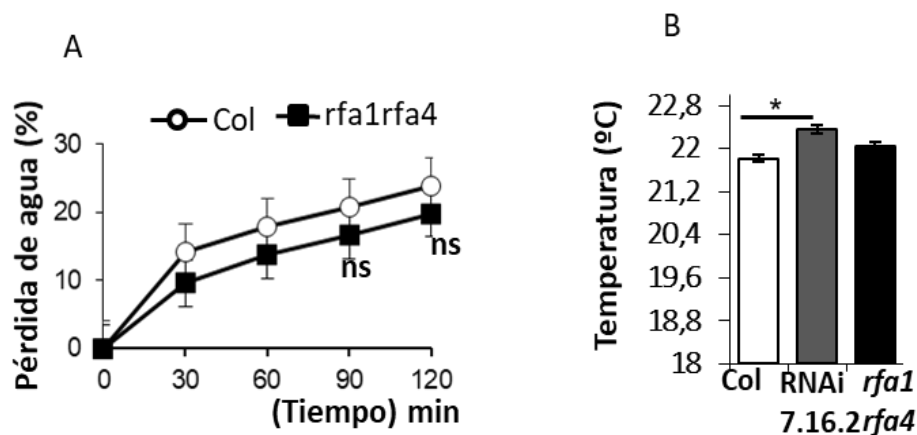 A
Pérdida de agua (%)
Col
rfa1rfa4
30
20
10
0
ns
ns
0
30
60
90
120
(Tiempo) min
B
Temperatura (ºC)
22,8
22
21,2
20,4
19,6
18,8
18
*
Col
RNAi
rfa1
7.16.2
rfa4